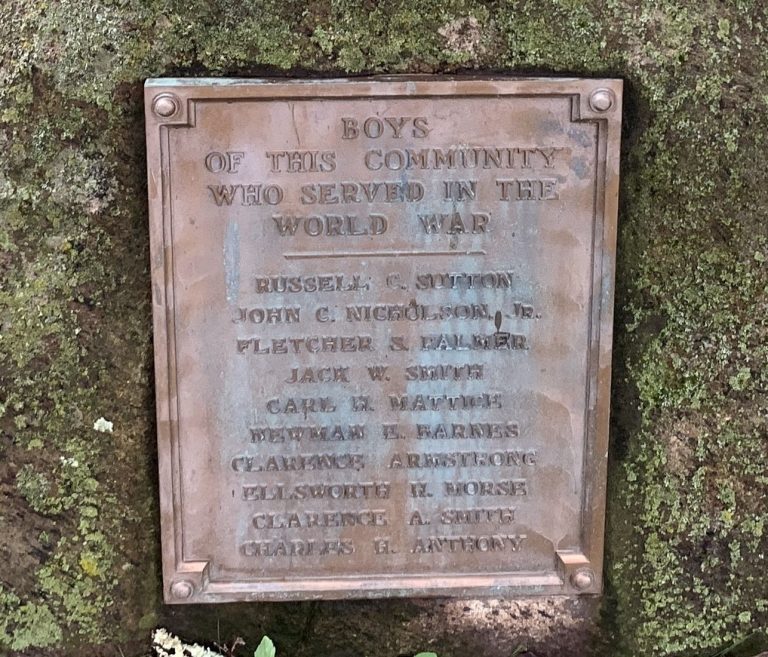 BOYS
OF THIS COMMUNITY
WHO SERVED IN THE
WORLD WAR
RUSSELL C. SUTTON
JOHN C. NICHOLSON, JR.
FLETCHER S. PALMER
JACK W. SMITH
CARL H. MATTICE
NEWMAN E. BARNES
CLARENCE ARMSTRONG
ELLSWORTH H. MORSE
CLARENCE A. SMITH
CHARLES H. ANTHONY